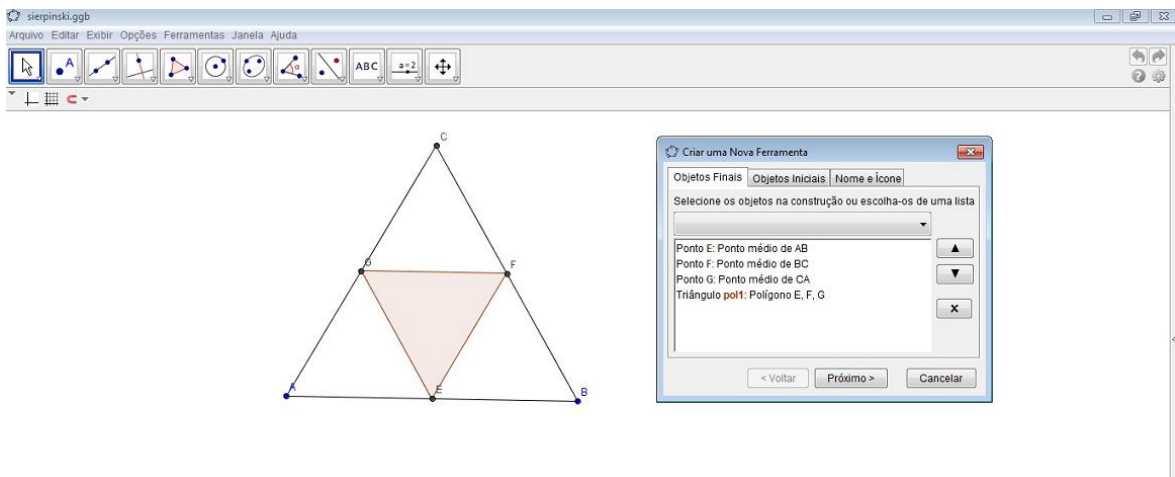 sierpinski.ggb
Arquivo Editar Exibir Opções Ferramentas Janela Ajuda
A
α
ABC
a=2
C
G
F
A
E
B
Criar uma Nova Ferramenta
Objetos Finais Objetos Iniciais Nome e Ícone
Selecione os objetos na construção ou escolha-os de uma lista
Ponto E: Ponto médio de AB
Ponto F: Ponto médio de BC
Ponto G: Ponto médio de CA
Triângulo pol1: Polígono E, F, G
< Voltar Próximo > Cancelar